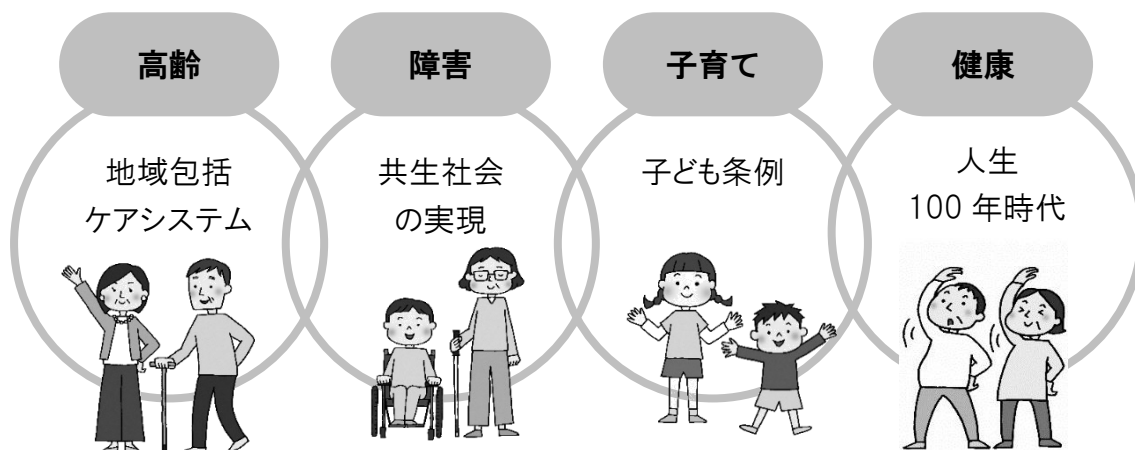 高齢
地域包括
ケアシステム
障害
共生社会
の実現
子育て
子ども条例
健康
人生
100 年時代